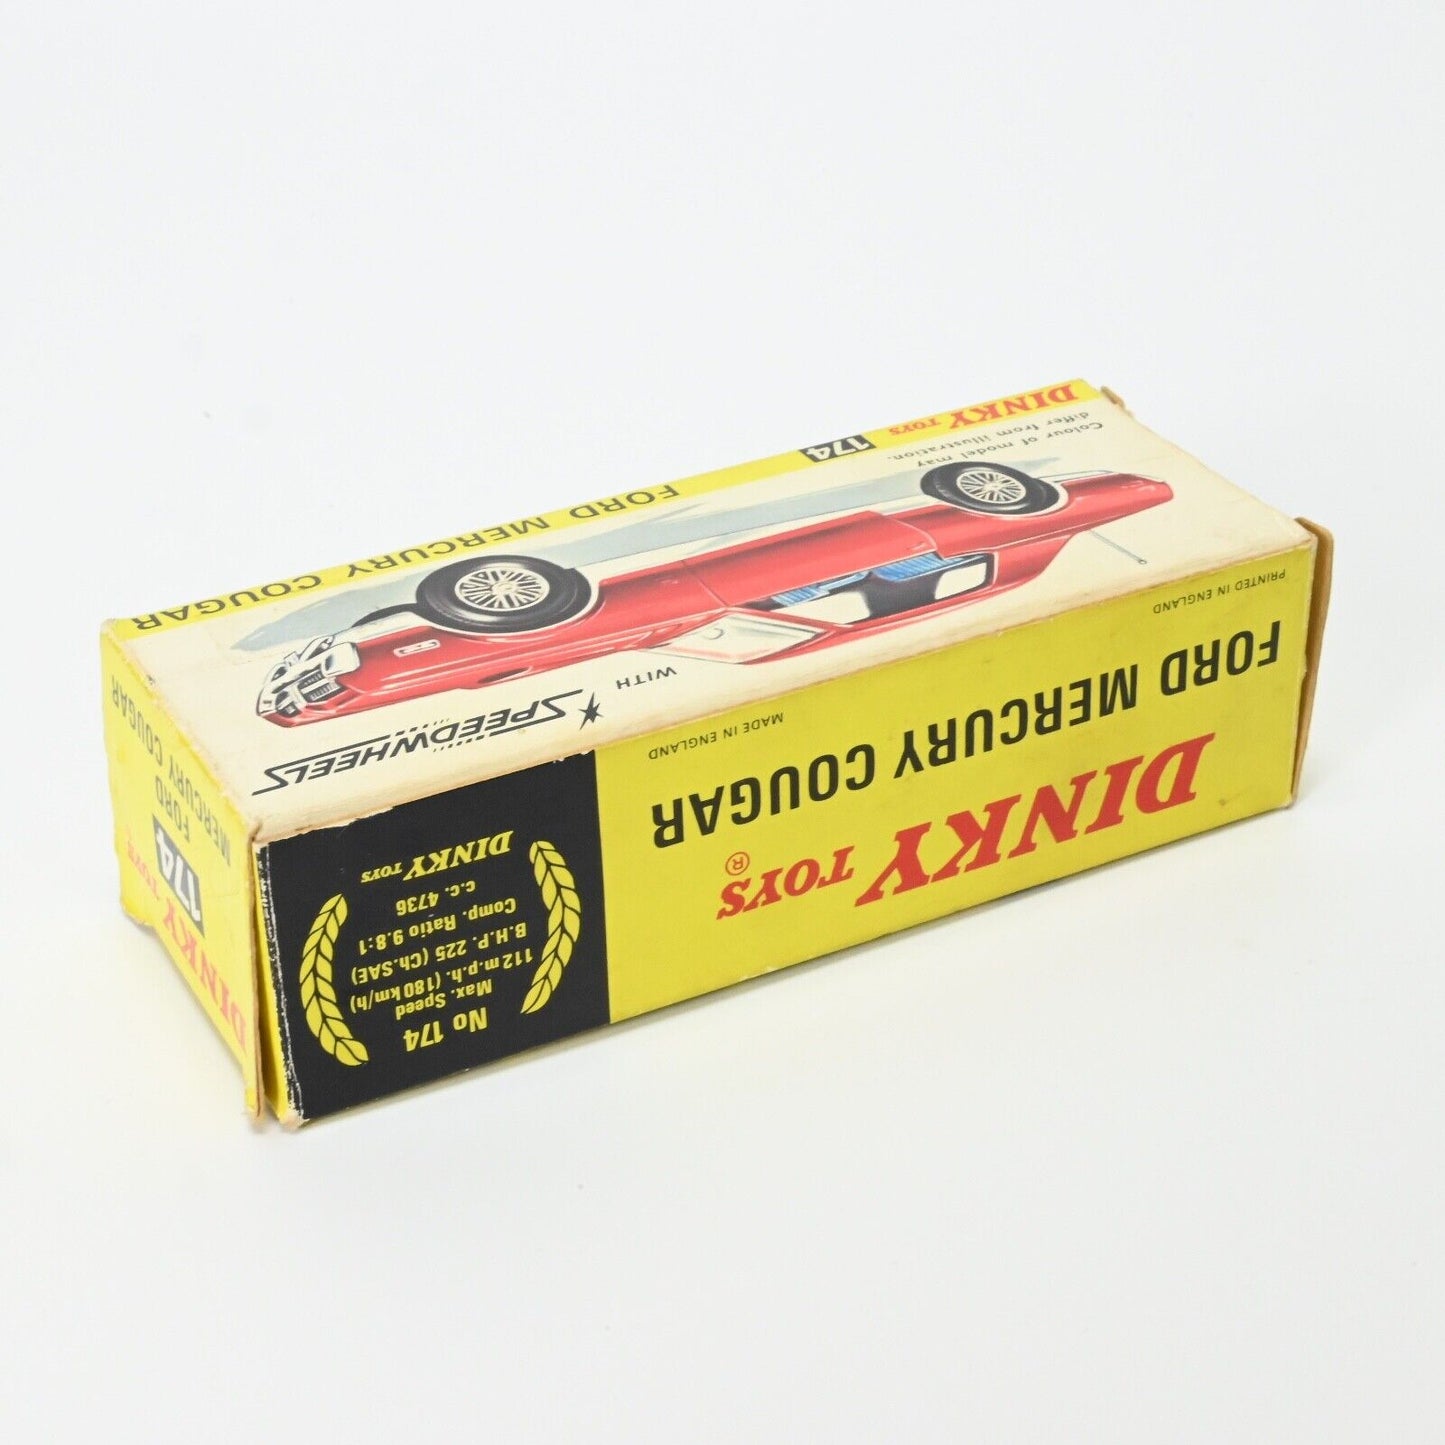 DINKY TOYS
174
FORD MERCURY COUGAR
Colour of model may
differ from illustration.
WITH
SPEEDWHEELS
FORD
MERCURY COUGAR
174
DINKY TOYS
PRINTED IN ENGLAND
MADE IN ENGLAND
FORD MERCURY COUGAR
DINKY TOYS®
No 174
Max. Speed
112 m.p.h. (180km/h)
B.H.P. 225 (Ch.SAE)
Comp. Ratio 9.8:1
c.c. 4736
DINKY TOYS